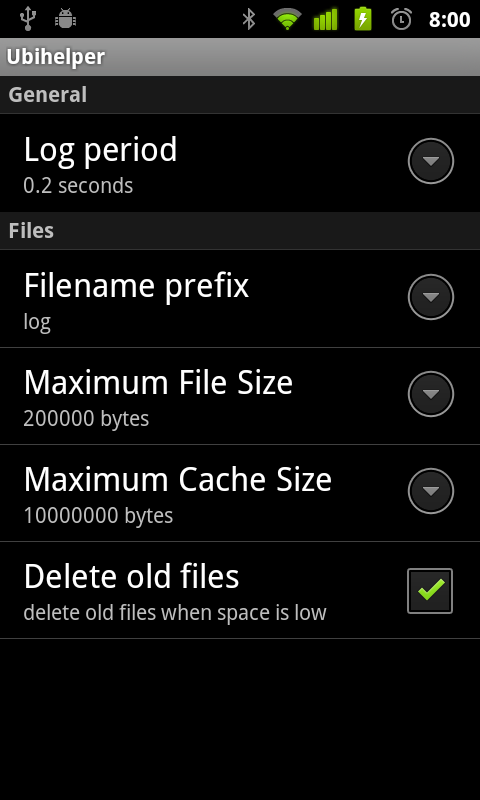 8:00
Ubihelper
General
Log period
0.2 seconds
Files
Filename prefix
log
Maximum File Size
200000 bytes
Maximum Cache Size
10000000 bytes
Delete old files
delete old files when space is low